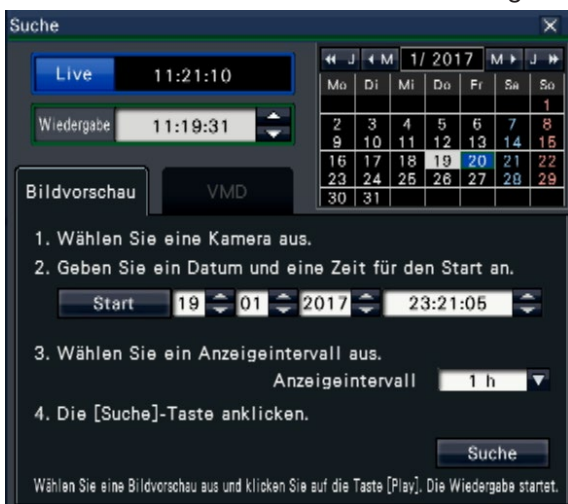 Suche
Live 11:21:10
Wiedergabe 11:19:31
J M 1/ 2017 M J
Mo Di Mi Do Fr Sa So
1
2 3 4 5 6 7 8
9 10 11 12 13 14 15
16 17 18 19 20 21 22
23 24 25 26 27 28 29
30 31
Bildvorschau VMD
1. Wählen Sie eine Kamera aus.
2. Geben Sie ein Datum und eine Zeit für den Start an.
Start 19 01 2017 23:21:05
3. Wählen Sie ein Anzeigeintervall aus.
Anzeigeintervall 1 h
4. Die [Suche]-Taste anklicken.
Suche
Wählen Sie eine Bildvorschau aus und klicken Sie auf die Taste [Play]. Die Wiedergabe startet.